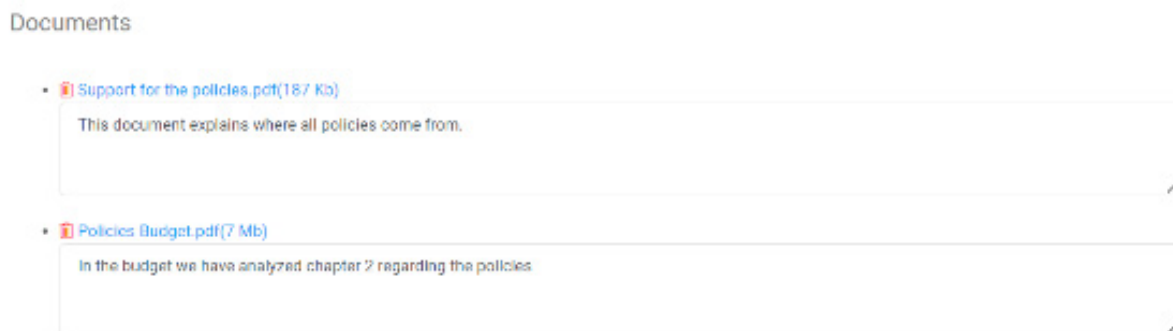 Documents
Support for the policies.pdf(187 Kb)
This document explains where all policies come from.
Policies Budget.pdf(7 Mb)
In the budget we have analyzed chapter 2 regarding the policies